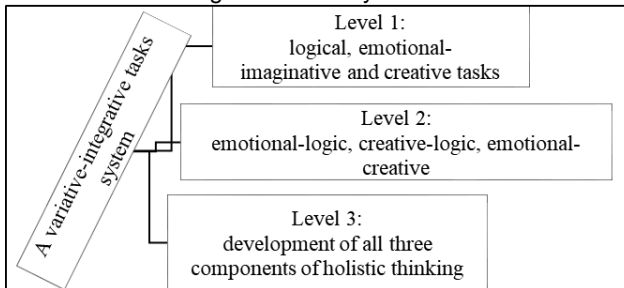 A variative-integrative tasks
system
Level 1:
logical, emotional-
imaginative and creative tasks
Level 2:
emotional-logic, creative-logic, emotional-
creative
Level 3:
development of all three
components of holistic thinking